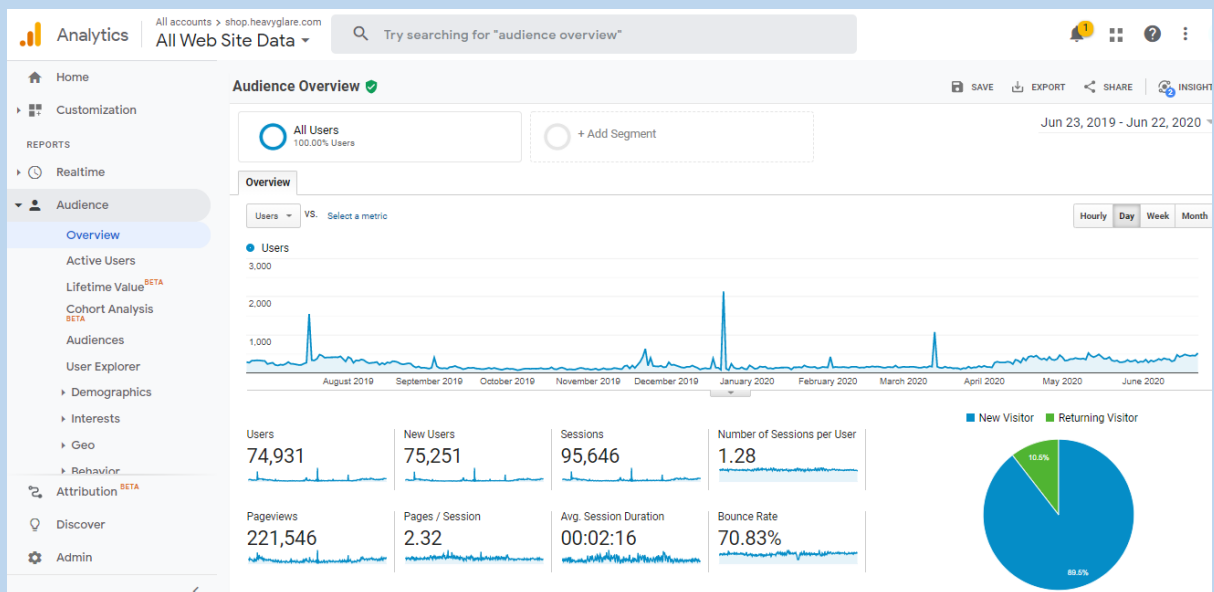 All accounts > shop.heavyglare.com
Analytics
All Web Site Data
Try searching for "audience overview"
1
Home
Customization
REPORTS
Realtime
Audience
Overview
Active Users
Lifetime Value BETA
Cohort Analysis
BETA
Audiences
User Explorer
Demographics
Interests
Geo
Behavior
Attribution BETA
Discover
Admin
Audience Overview
SAVE
EXPORT
SHARE
2
INSIGHT
All Users
100.00% Users
+ Add Segment
Jun 23, 2019 - Jun 22, 2020
Overview
Users VS. Select a metric
Hourly Day Week Month
Users
3,000
2,000
1,000
August 2019 September 2019 October 2019 November 2019 December 2019 January 2020 February 2020 March 2020 April 2020 May 2020 June 2020
New Visitor Returning Visitor
Users
74,931
New Users
75,251
Sessions
95,646
Number of Sessions per User
1.28
Pageviews
221,546
Pages / Session
2.32
Avg. Session Duration
00:02:16
Bounce Rate
70.83%
10.5%
89.5%